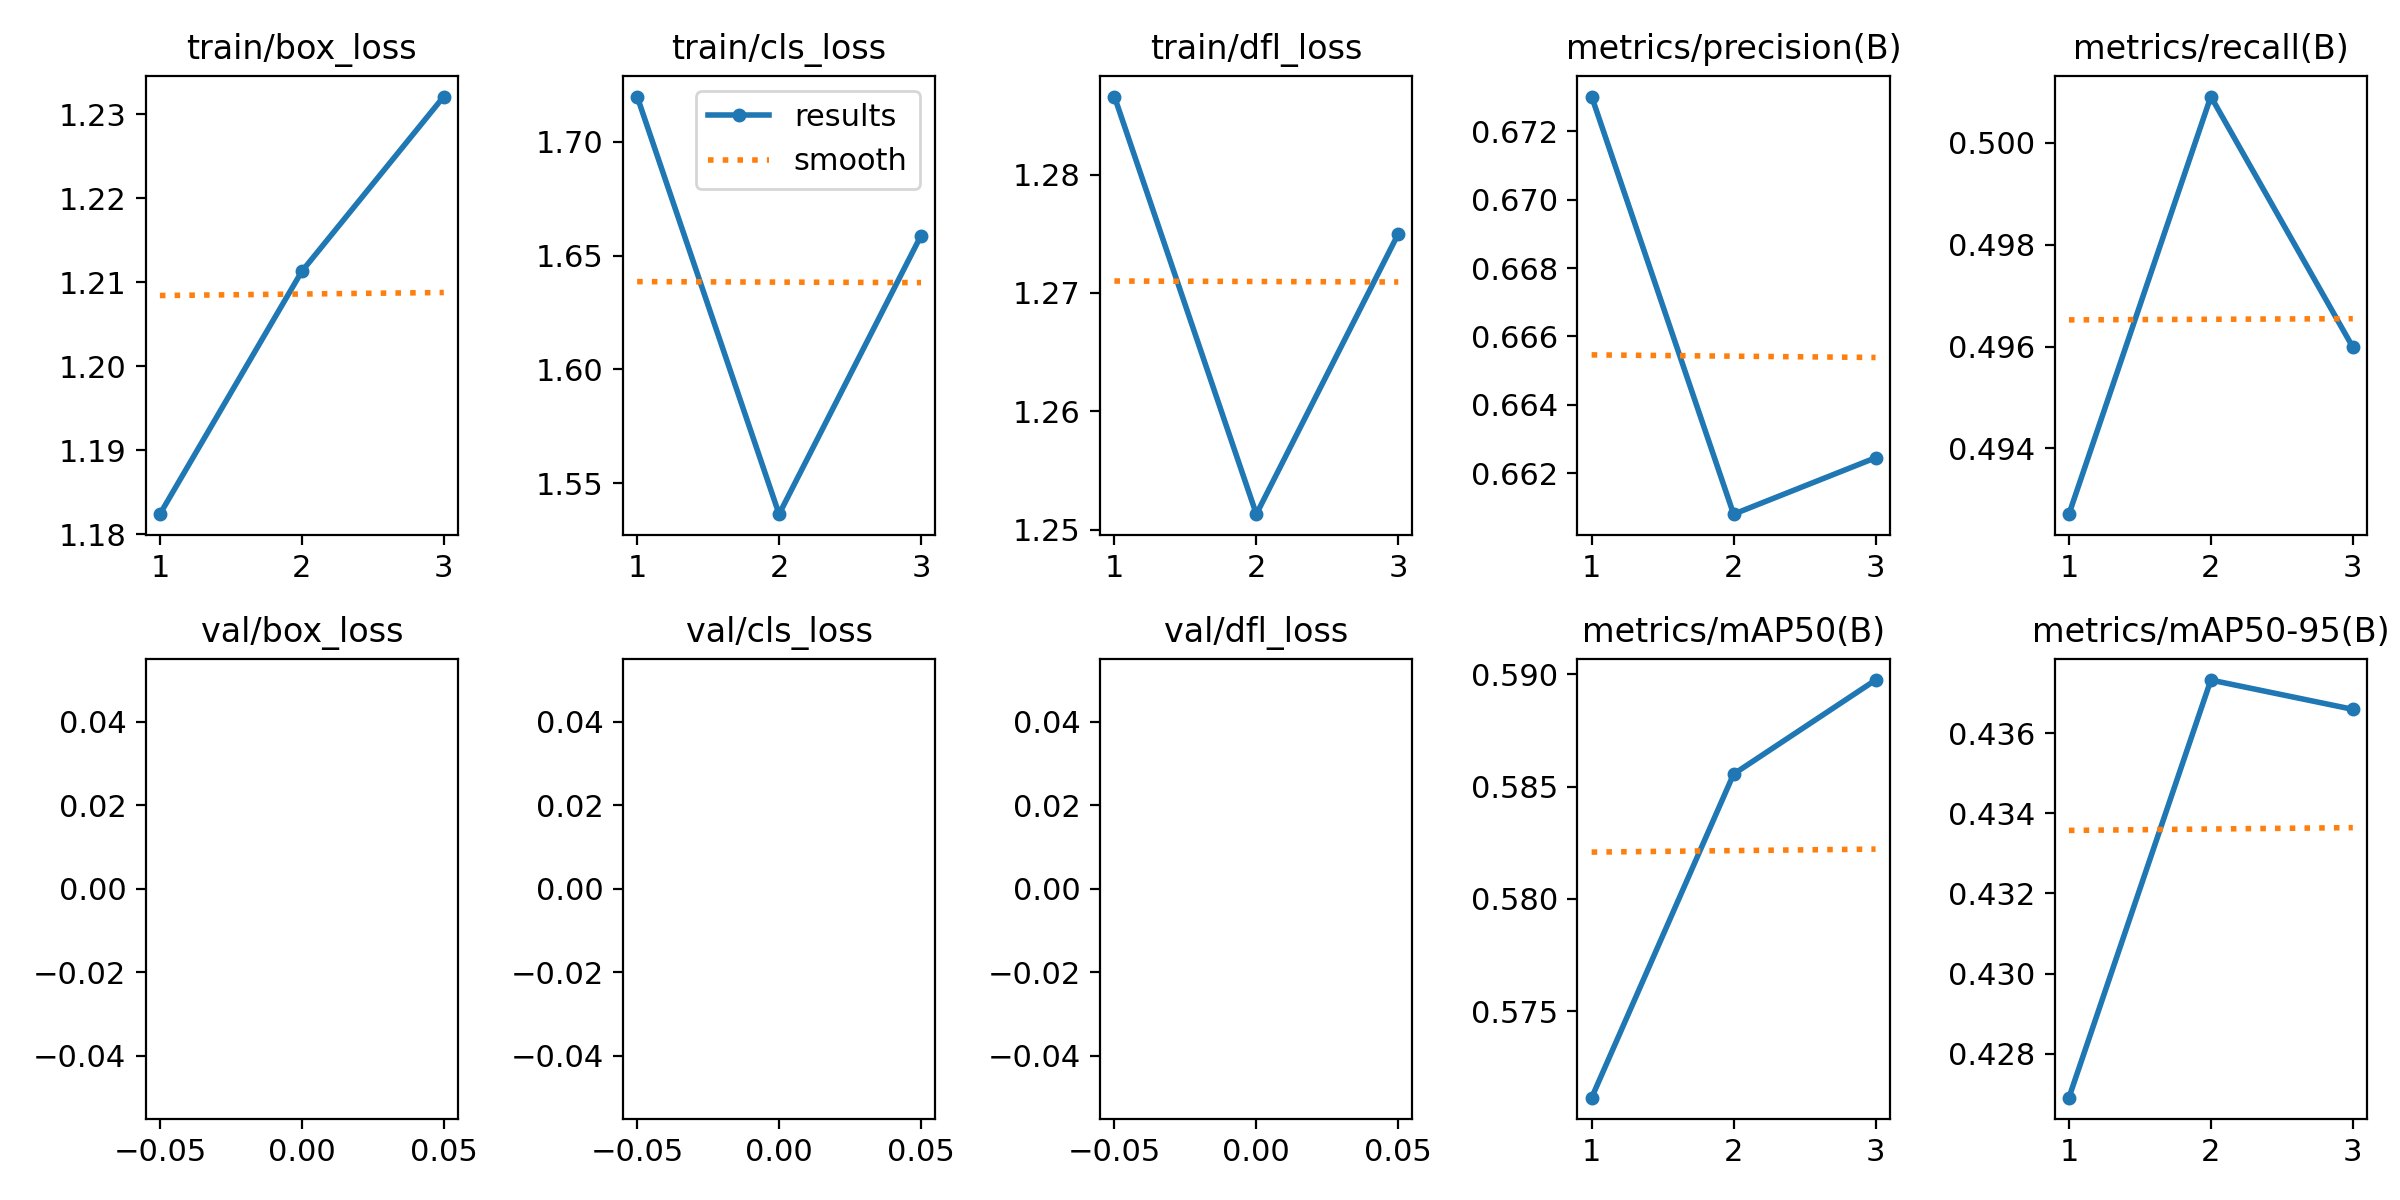 train/box_loss
1.23
1.22
1.21
1.20
1.19
1.18
1 2 3
train/cls_loss
results
smooth
1.70
1.65
1.60
1.55
1 2 3
train/dfl_loss
1.28
1.27
1.26
1.25
1 2 3
metrics/precision(B)
0.672
0.670
0.668
0.666
0.664
0.662
1 2 3
metrics/recall(B)
0.500
0.498
0.496
0.494
1 2 3
val/box_loss
0.04
0.02
0.00
−0.02
−0.04
−0.05 0.00 0.05
val/cls_loss
0.04
0.02
0.00
−0.02
−0.04
−0.05 0.00 0.05
val/dfl_loss
0.04
0.02
0.00
−0.02
−0.04
−0.05 0.00 0.05
metrics/mAP50(B)
0.590
0.585
0.580
0.575
1 2 3
metrics/mAP50-95(B)
0.436
0.434
0.432
0.430
0.428
1 2 3